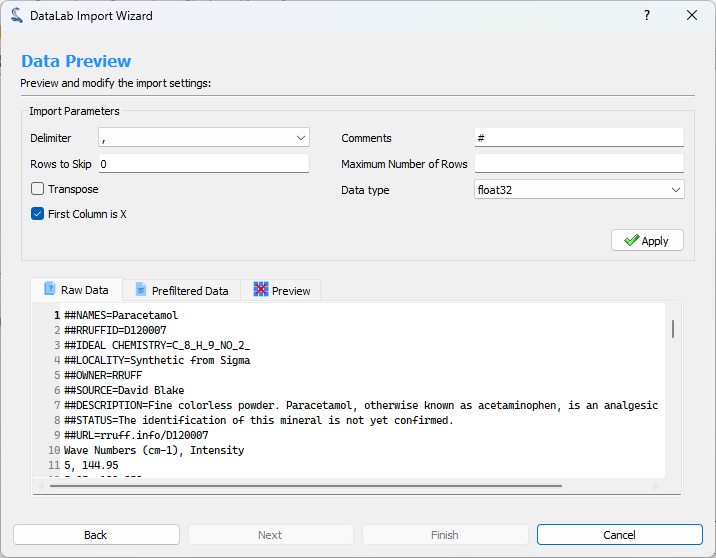 DataLab Import Wizard
Data Preview
Preview and modify the import settings:
Import Parameters
Delimiter , Comments #
Rows to Skip 0 Maximum Number of Rows
Transpose Data type float32
First Column is X
Apply
Raw Data Prefiltered Data Preview
1 ##NAMES=Paracetamol
2 ##RRUFFID=D120007
3 ##IDEAL CHEMISTRY=C_8_H_9_NO_2_
4 ##LOCALITY=Synthetic from Sigma
5 ##OWNER=RRUFF
6 ##SOURCE=David Blake
7 ##DESCRIPTION=Fine colorless powder. Paracetamol, otherwise known as acetaminophen, is an analgesic
8 ##STATUS=The identification of this mineral is not yet confirmed.
9 ##URL=rruff.info/D120007
10 Wave Numbers (cm-1), Intensity
11 5, 144.95
Back Next Finish Cancel